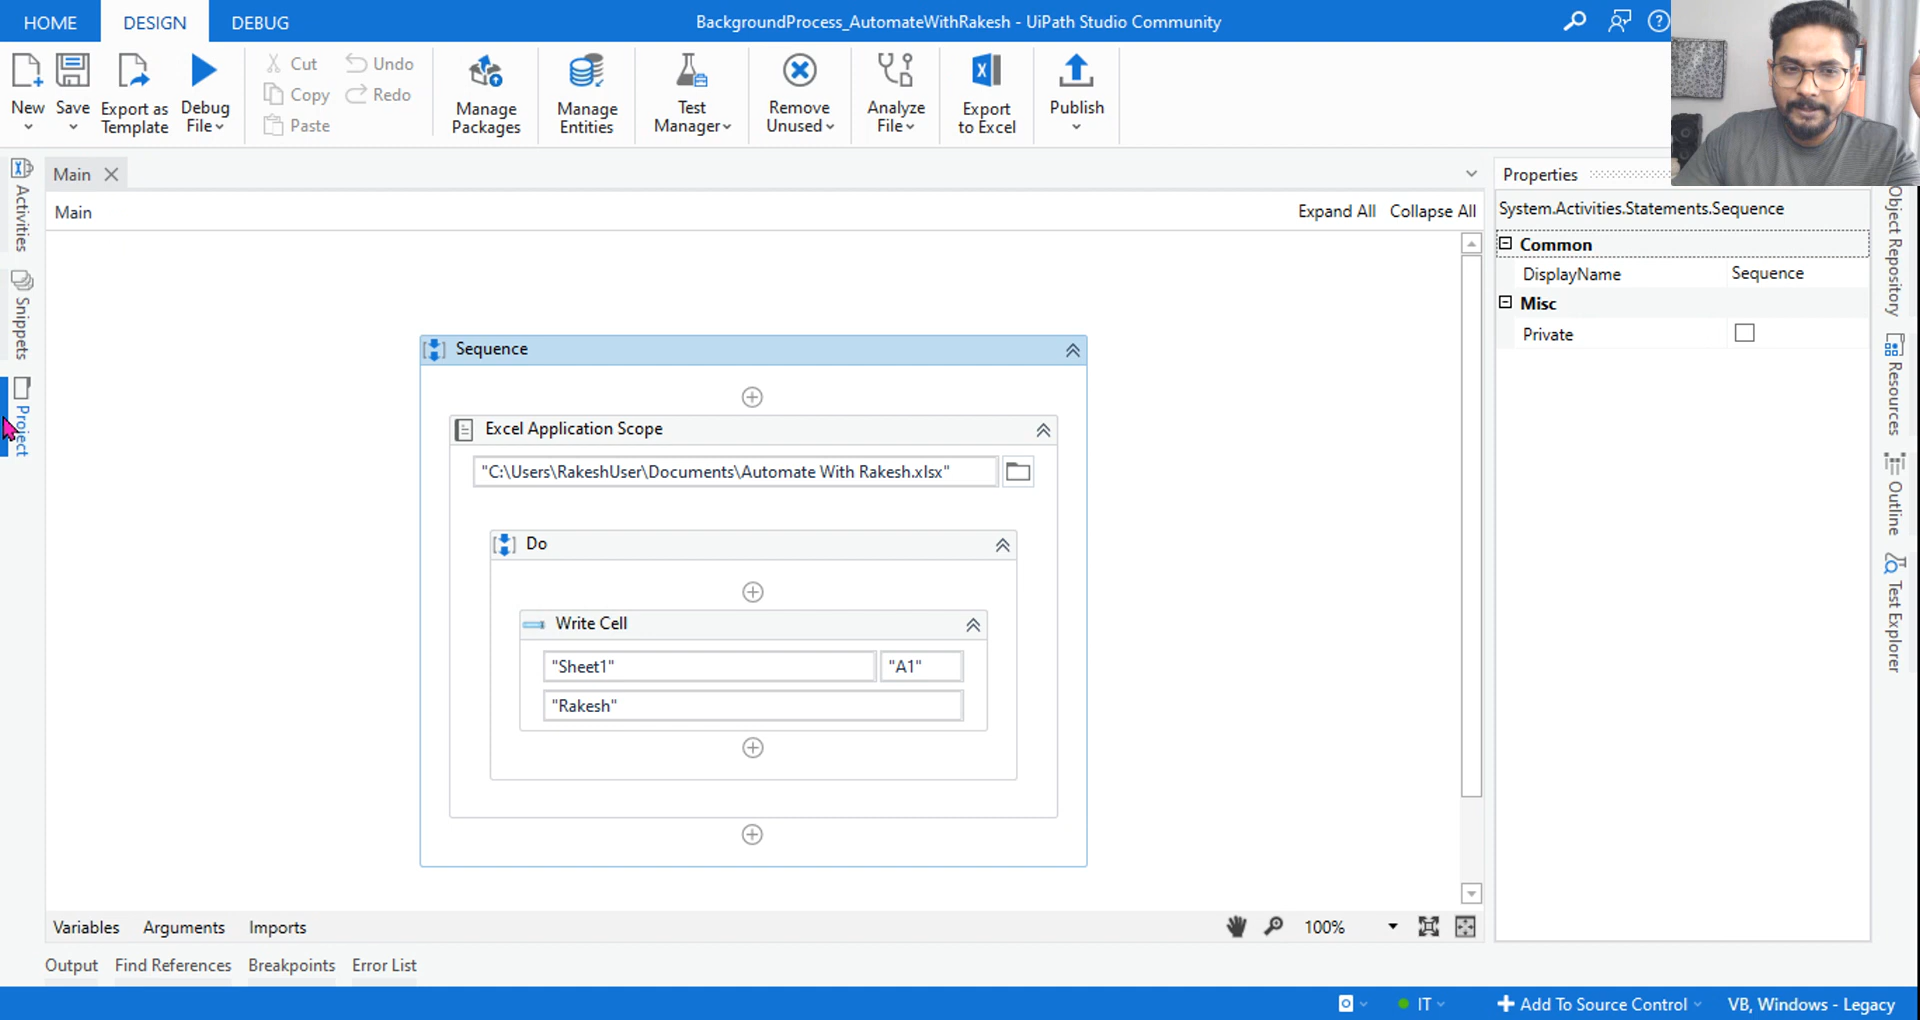 HOME DESIGN DEBUG
BackgroundProcess_AutomateWithRakesh - UiPath Studio Community
New
Save
Export as
Template
Debug
File
Cut
Copy
Paste
Undo
Redo
Manage
Packages
Manage
Entities
Test
Manager
Remove
Unused
Analyze
File
Export
to Excel
Publish
Activities
Snippets
Project
Main
Main
Expand All Collapse All
Sequence
Excel Application Scope
"C:\Users\RakeshUser\Documents\Automate With Rakesh.xlsx"
Do
Write Cell
"Sheet1" "A1"
"Rakesh"
Properties
System.Activities.Statements.Sequence
Common
DisplayName Sequence
Misc
Private
Object Repository
Resources
Outline
Test Explorer
Variables Arguments Imports
100%
Output Find References Breakpoints Error List
IT
Add To Source Control
VB, Windows - Legacy